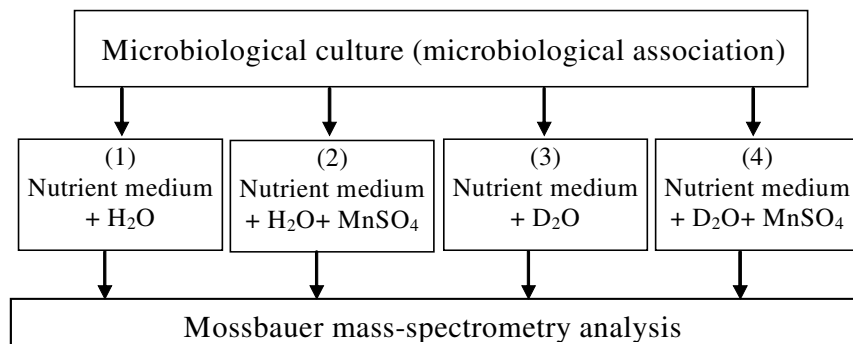 Microbiological culture (microbiological association)
(1)
Nutrient medium
+ H₂O
(2)
Nutrient medium
+ H₂O+ MnSO₄
(3)
Nutrient medium
+ D₂O
(4)
Nutrient medium
+ D₂O+ MnSO₄
Mossbauer mass-spectrometry analysis